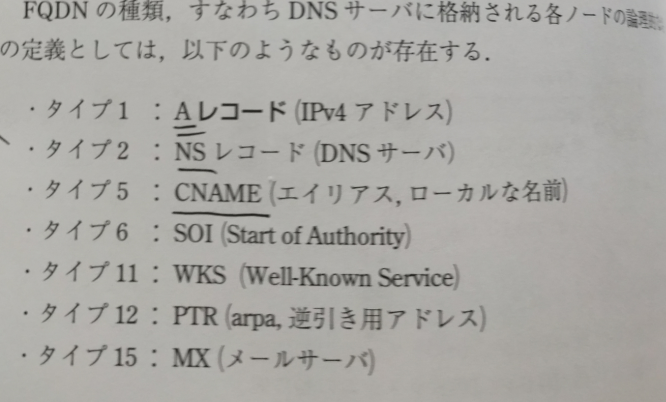 FQDN の種類，すなわち DNS サーバに格納される各ノードの論理
の定義としては，以下のようなものが存在する．
・タイプ 1 ：A レコード (IPv4 アドレス)
・タイプ 2 ：NS レコード (DNS サーバ)
・タイプ 5 ：CNAME (エイリアス, ローカルな名前)
・タイプ 6 ：SOI (Start of Authority)
・タイプ 11：WKS (Well-Known Service)
・タイプ 12：PTR (arpa, 逆引き用アドレス)
・タイプ 15：MX (メールサーバ)